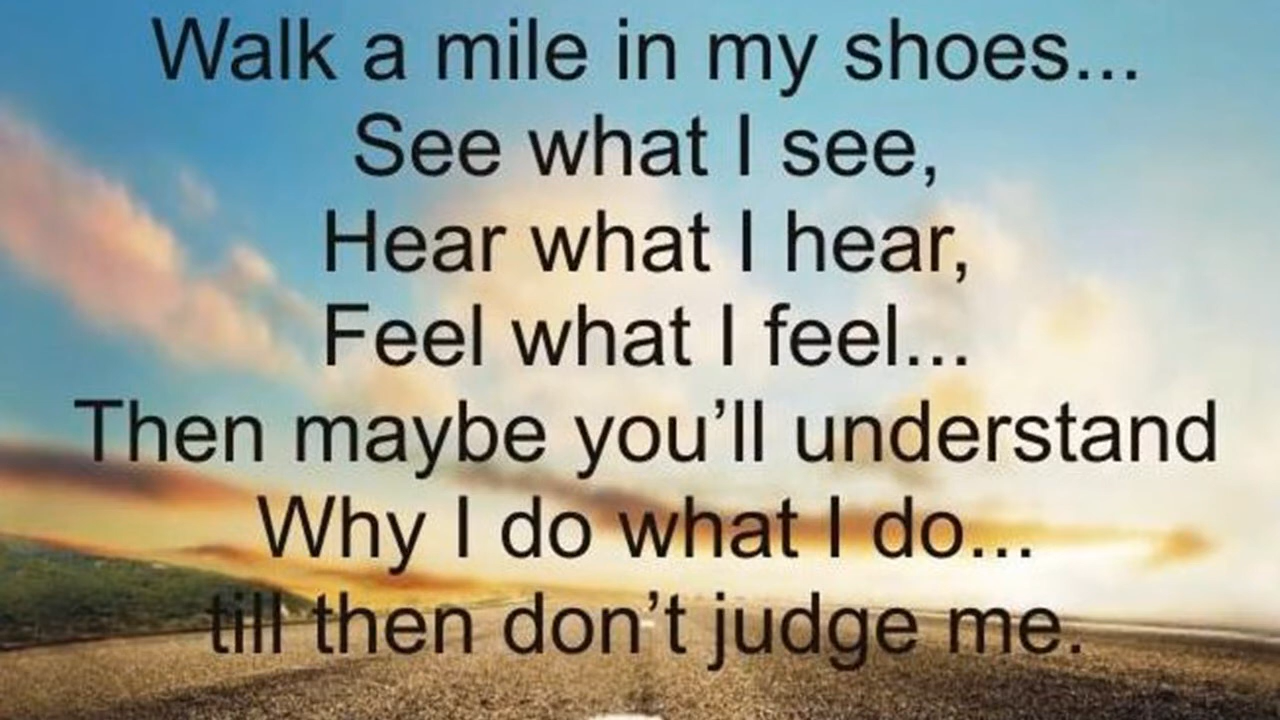 Walk a mile in my shoes...
See what I see,
Hear what I hear,
Feel what I feel...
Then maybe you’ll understand
Why I do what I do...
till then don’t judge me.